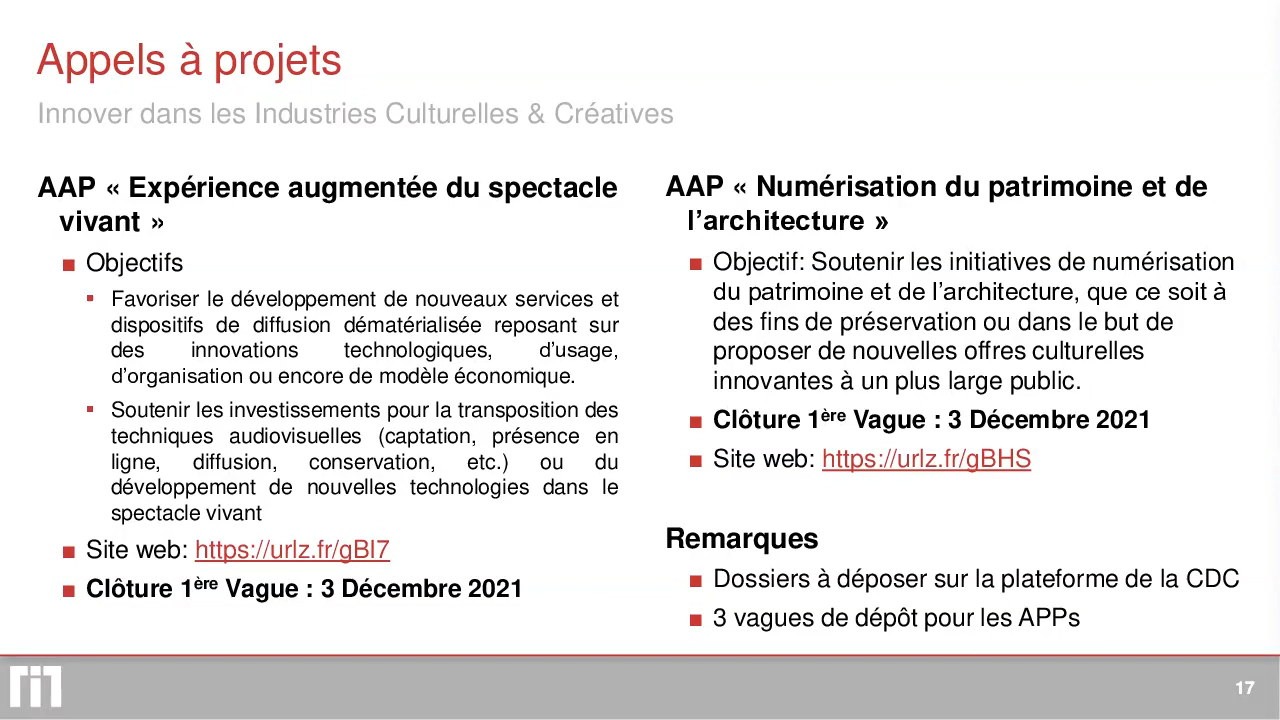 Appels à projets
Innover dans les Industries Culturelles & Créatives
AAP « Expérience augmentée du spectacle
vivant »
Objectifs
Favoriser le développement de nouveaux services et
dispositifs de diffusion dématérialisée reposant sur
des innovations technologiques, d’usage,
d’organisation ou encore de modèle économique.
Soutenir les investissements pour la transposition des
techniques audiovisuelles (captation, présence en
ligne, diffusion, conservation, etc.) ou du
développement de nouvelles technologies dans le
spectacle vivant
Site web: https://urlz.fr/gBI7
Clôture 1ère Vague : 3 Décembre 2021
AAP « Numérisation du patrimoine et de
l’architecture »
Objectif: Soutenir les initiatives de numérisation
du patrimoine et de l’architecture, que ce soit à
des fins de préservation ou dans le but de
proposer de nouvelles offres culturelles
innovantes à un plus large public.
Clôture 1ère Vague : 3 Décembre 2021
Site web: https://urlz.fr/gBHS
Remarques
Dossiers à déposer sur la plateforme de la CDC
3 vagues de dépôt pour les APPs
17